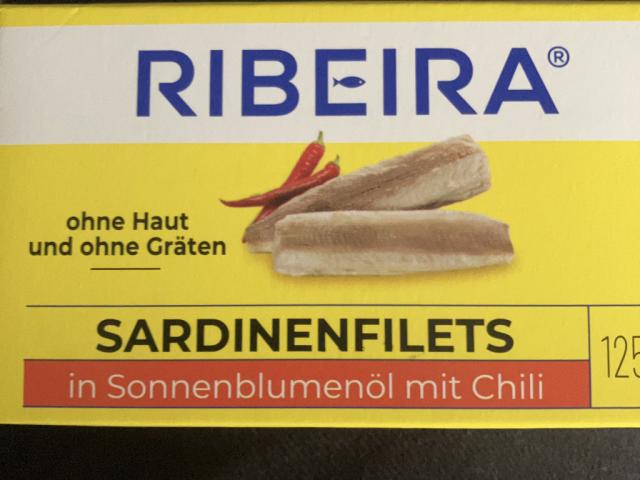 RIBEIRA®
ohne Haut
und ohne Gräten
SARDINENFILETS
in Sonnenblumenöl mit Chili
125